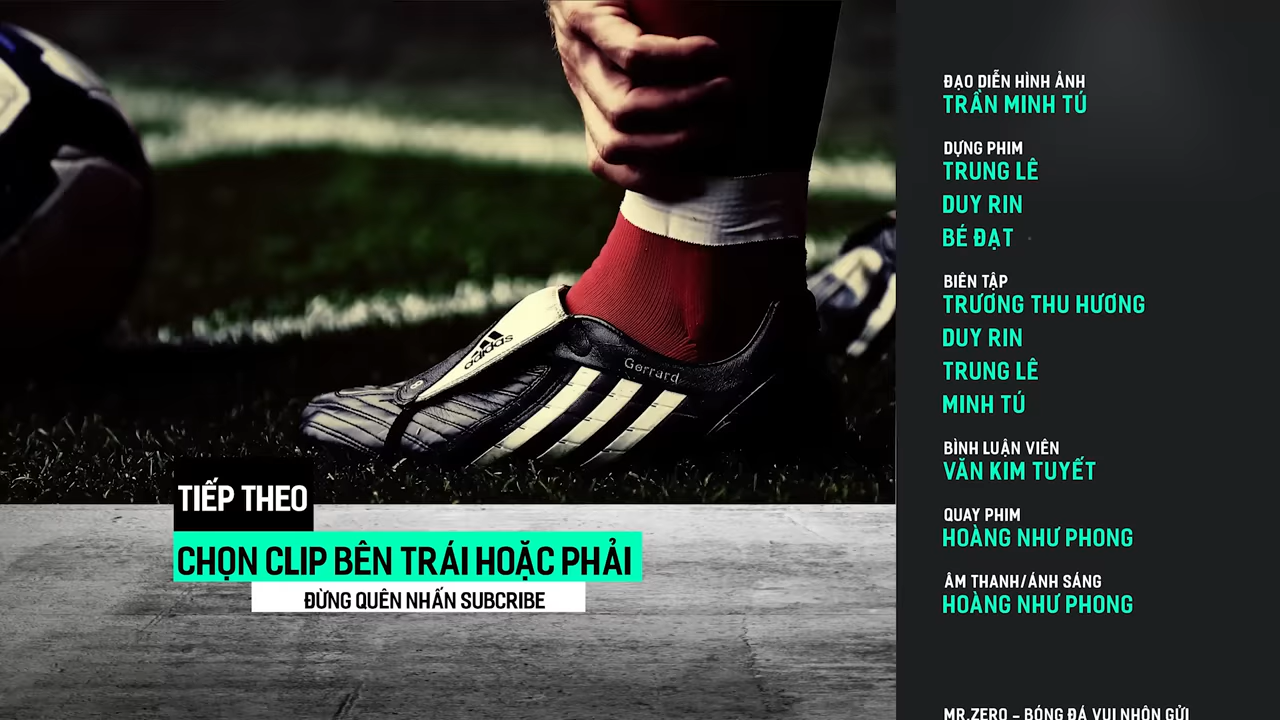 adidas
Gerrard
TIẾP THEO
CHỌN CLIP BÊN TRÁI HOẶC PHẢI
ĐỪNG QUÊN NHẤN SUBCRIBE
ĐẠO DIỄN HÌNH ẢNH
TRẦN MINH TÚ
DỰNG PHIM
TRUNG LÊ
DUY RIN
BÉ ĐẠT
BIÊN TẬP
TRƯƠNG THU HƯƠNG
DUY RIN
TRUNG LÊ
MINH TÚ
BÌNH LUẬN VIÊN
VĂN KIM TUYẾT
QUAY PHIM
HOÀNG NHƯ PHONG
ÂM THANH/ÁNH SÁNG
HOÀNG NHƯ PHONG
MR.ZERO - BÓNG ĐÁ VUI NHỘN GỬI